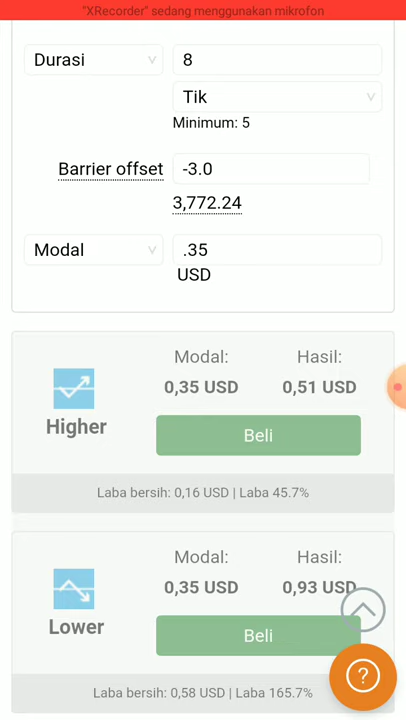 "XRecorder" sedang menggunakan mikrofon
Durasi 8
Tik
Minimum: 5
Barrier offset -3.0
3,772.24
Modal .35
USD
Modal: Hasil:
0,35 USD 0,51 USD
Higher
Beli
Laba bersih: 0,16 USD | Laba 45.7%
Modal: Hasil:
0,35 USD 0,93 USD
Lower
Beli
?
Laba bersih: 0,58 USD | Laba 165.7%